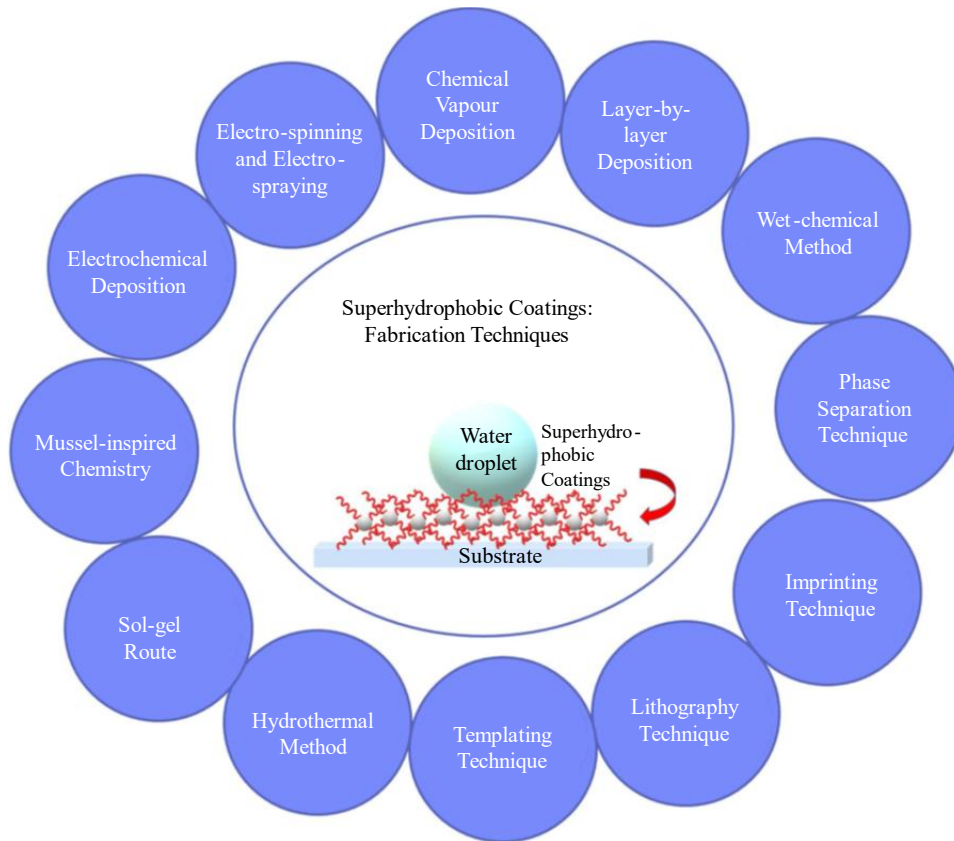 Chemical
Vapour
Deposition
Layer-by-
layer
Deposition
Wet-chemical
Method
Phase
Separation
Technique
Imprinting
Technique
Lithography
Technique
Templating
Technique
Hydrothermal
Method
Sol-gel
Route
Mussel-inspired
Chemistry
Electrochemical
Deposition
Electro-spinning
and Electro-
spraying
Superhydrophobic Coatings:
Fabrication Techniques
Water
droplet
Superhydro-
phobic
Coatings
Substrate